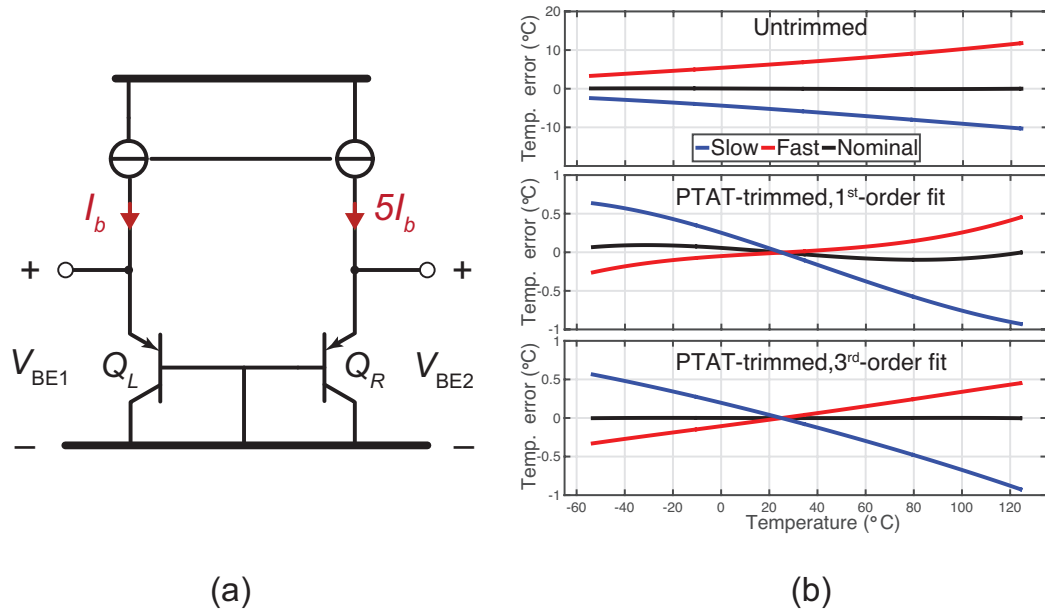 I_b
5I_b
+
+
V_BE1
Q_L
Q_R
V_BE2
−
−
(a)
Temp. error (°C)
20
10
0
-10
Untrimmed
Slow
Fast
Nominal
Temp. error (°C)
1
0.5
0
-0.5
-1
PTAT-trimmed,1st-order fit
Temp. error (°C)
1
0.5
0
-0.5
-1
PTAT-trimmed,3rd-order fit
-60 -40 -20 0 20 40 60 80 100 120
Temperature (°C)
(b)